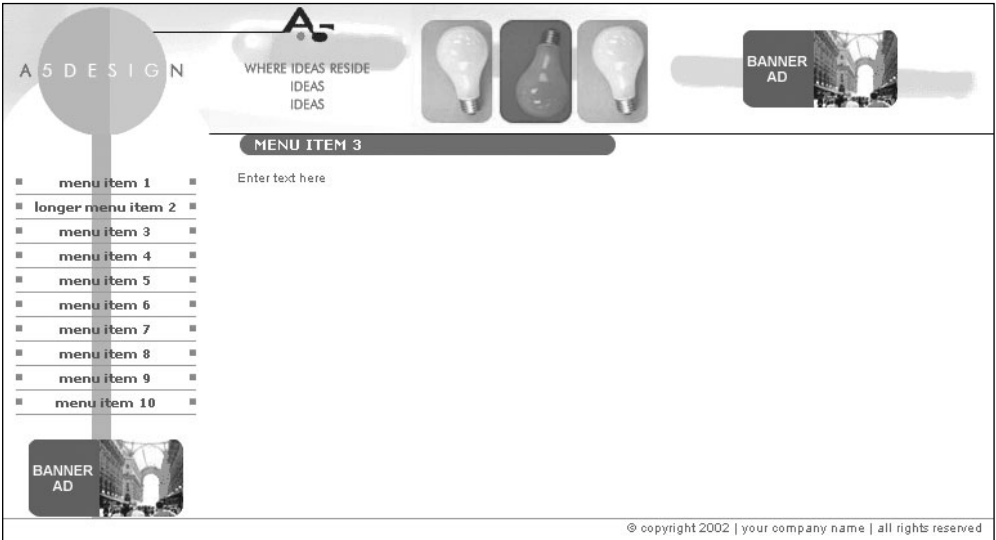 A5
A5DESIGN
WHERE IDEAS RESIDE
IDEAS
IDEAS
BANNER
AD
MENU ITEM 3
Enter text here
menu item 1
longer menu item 2
menu item 3
menu item 4
menu item 5
menu item 6
menu item 7
menu item 8
menu item 9
menu item 10
BANNER
AD
© copyright 2002 | your company name | all rights reserved